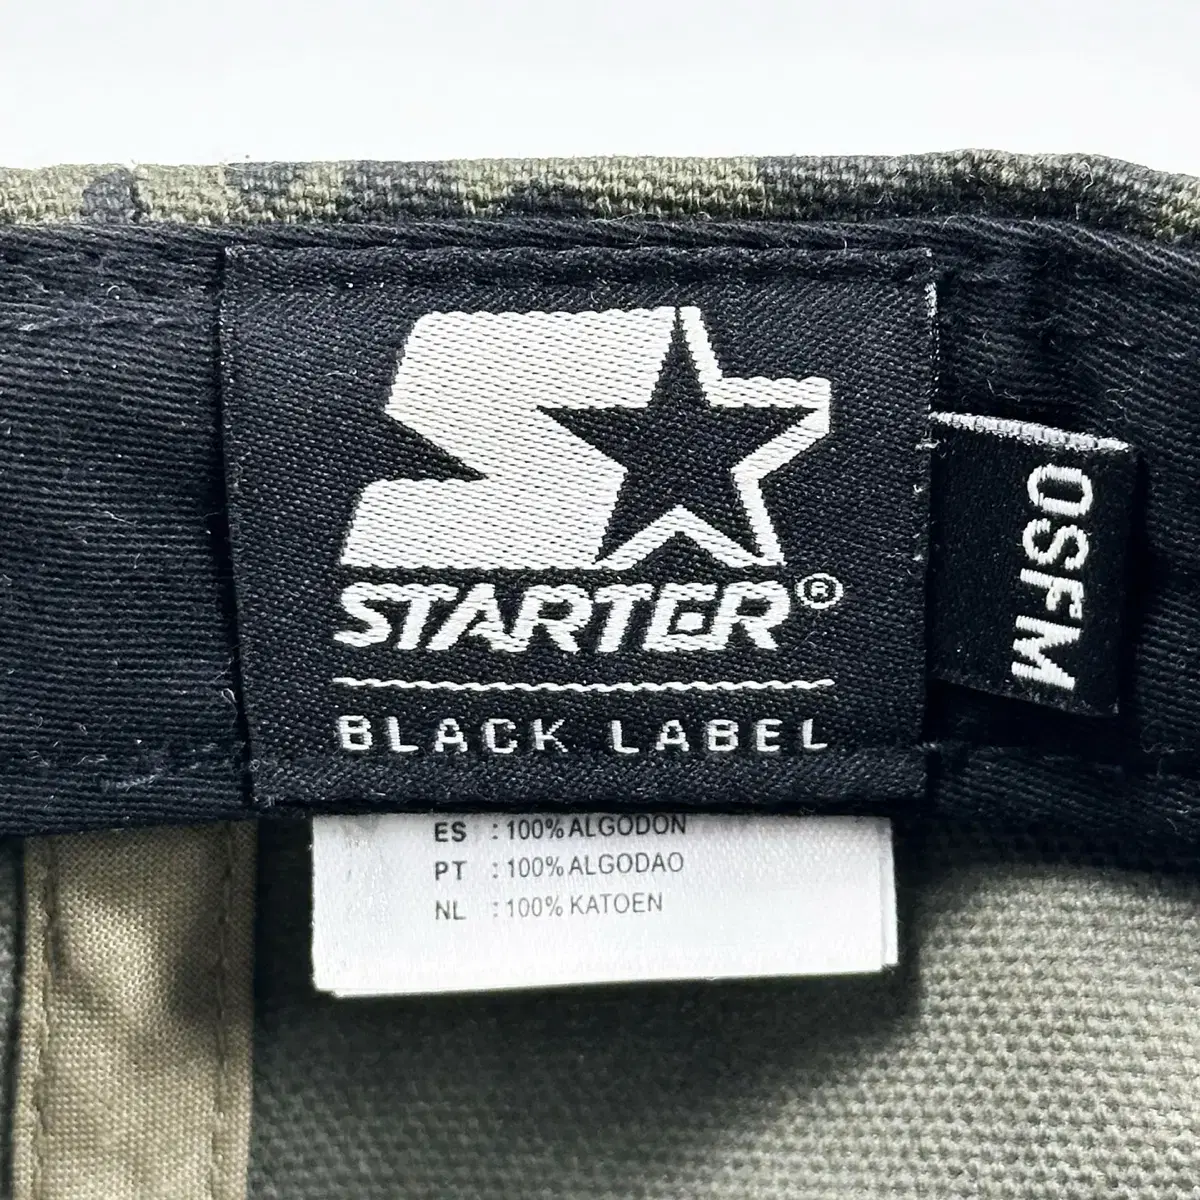 STARTER®
BLACK LABEL
OSFM
ES : 100% ALGODON
PT : 100% ALGODAO
NL : 100% KATOEN